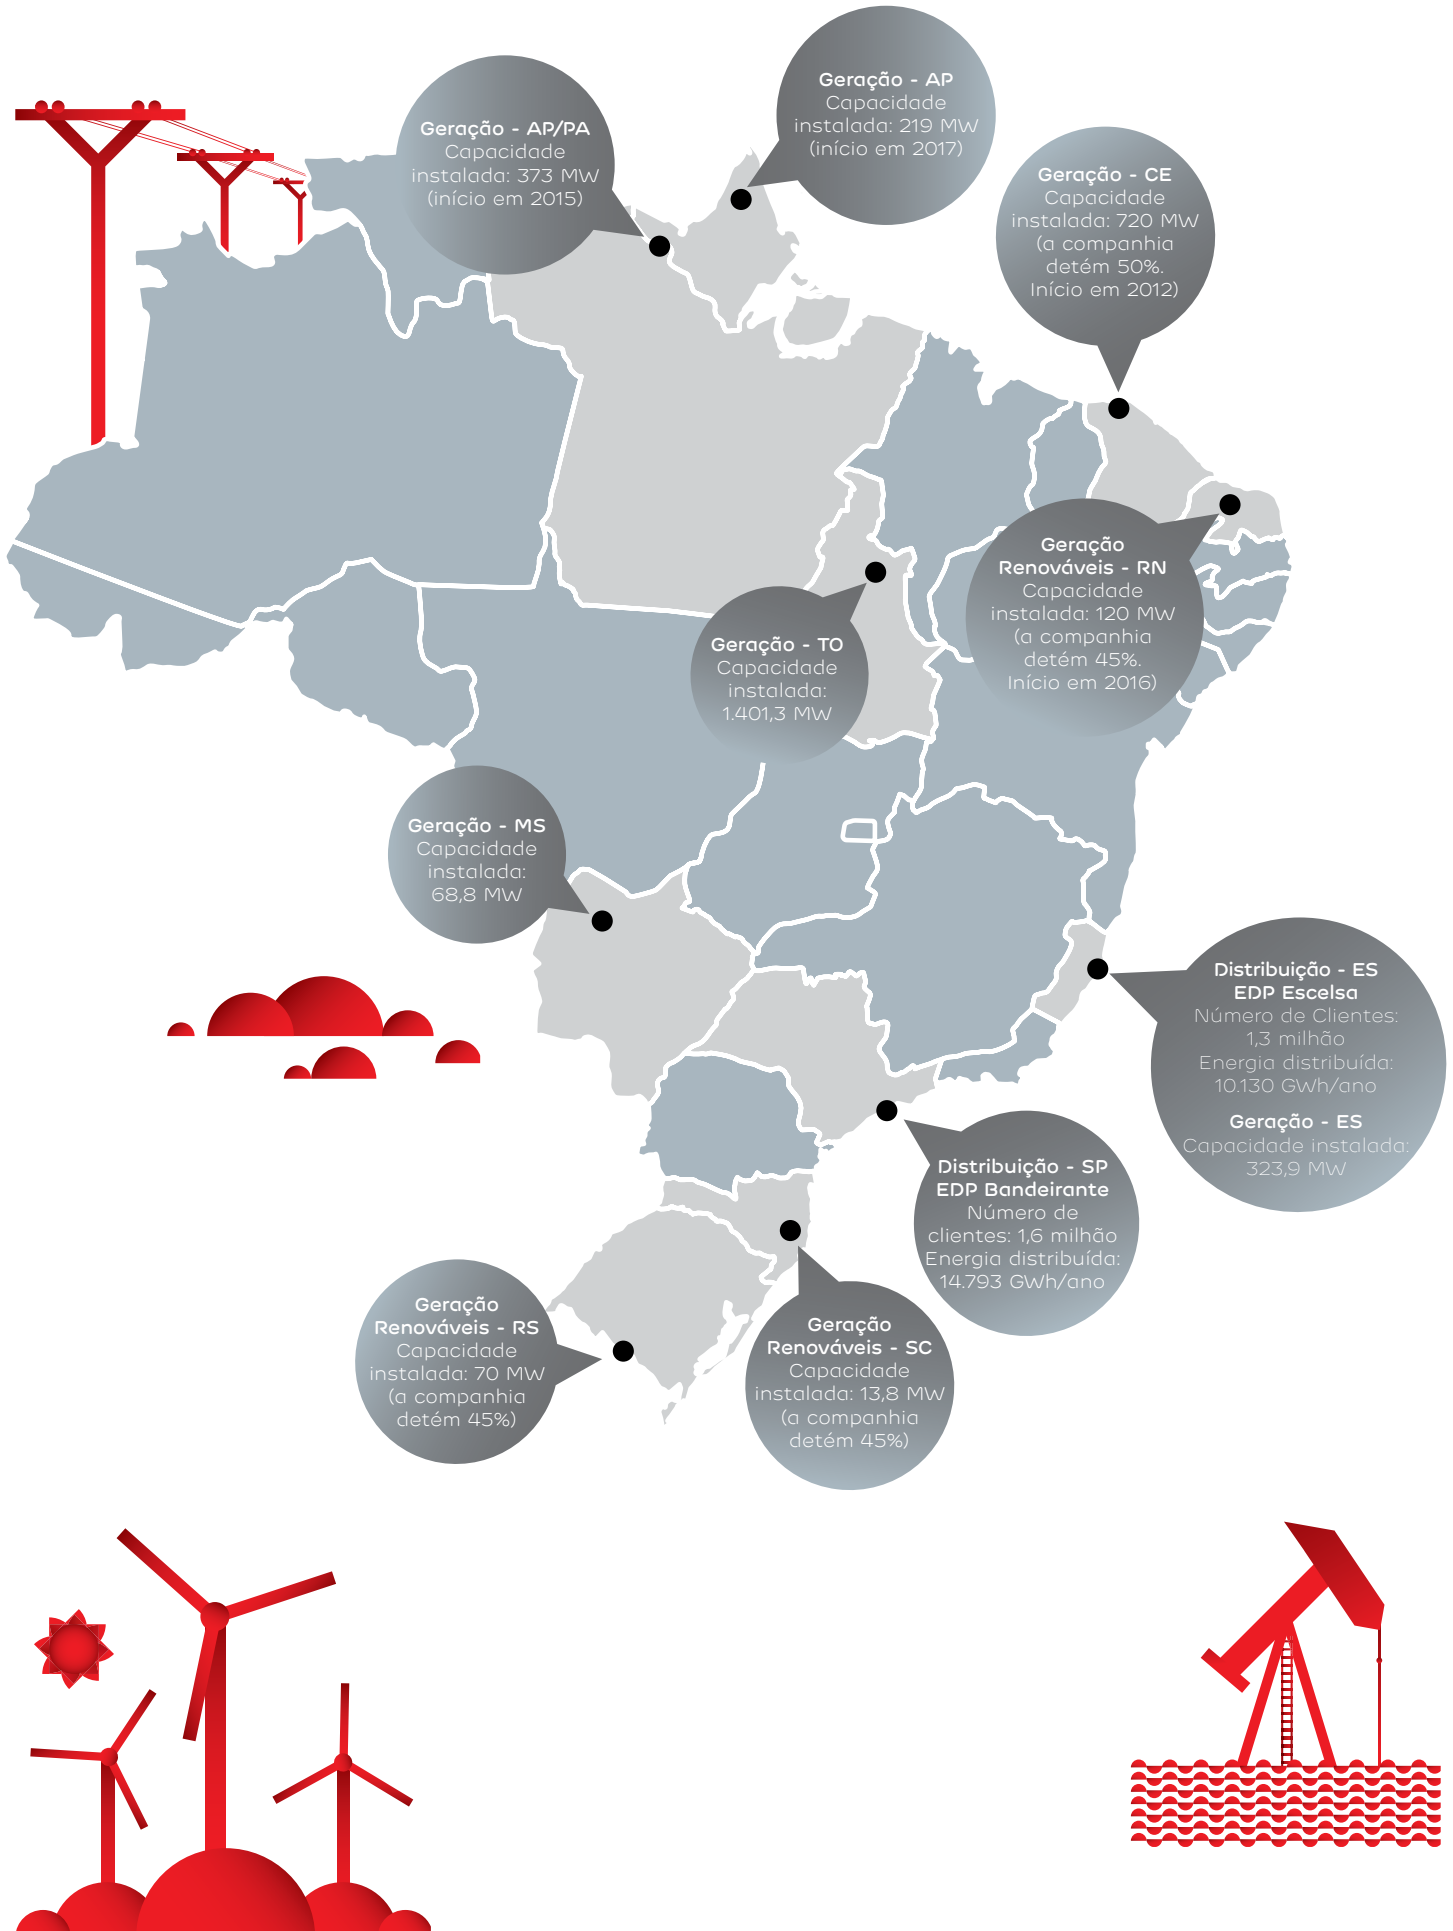 Geração - AP
Capacidade
instalada: 219 MW
(início em 2017)
Geração - AP/PA
Capacidade
instalada: 373 MW
(início em 2015)
Geração - CE
Capacidade
instalada: 720 MW
(a companhia
detém 50%.
Início em 2012)
Geração
Renováveis - RN
Capacidade
instalada: 120 MW
(a companhia
detém 45%.
Início em 2016)
Geração - TO
Capacidade
instalada:
1.401,3 MW
Geração - MS
Capacidade
instalada:
68,8 MW
Distribuição - ES
EDP Escelsa
Número de Clientes:
1,3 milhão
Energia distribuída:
10.130 GWh/ano
Geração - ES
Capacidade instalada:
323,9 MW
Distribuição - SP
EDP Bandeirante
Número de
clientes: 1,6 milhão
Energia distribuída:
14.793 GWh/ano
Geração
Renováveis - RS
Capacidade
instalada: 70 MW
(a companhia
detém 45%)
Geração
Renováveis - SC
Capacidade
instalada: 13,8 MW
(a companhia
detém 45%)